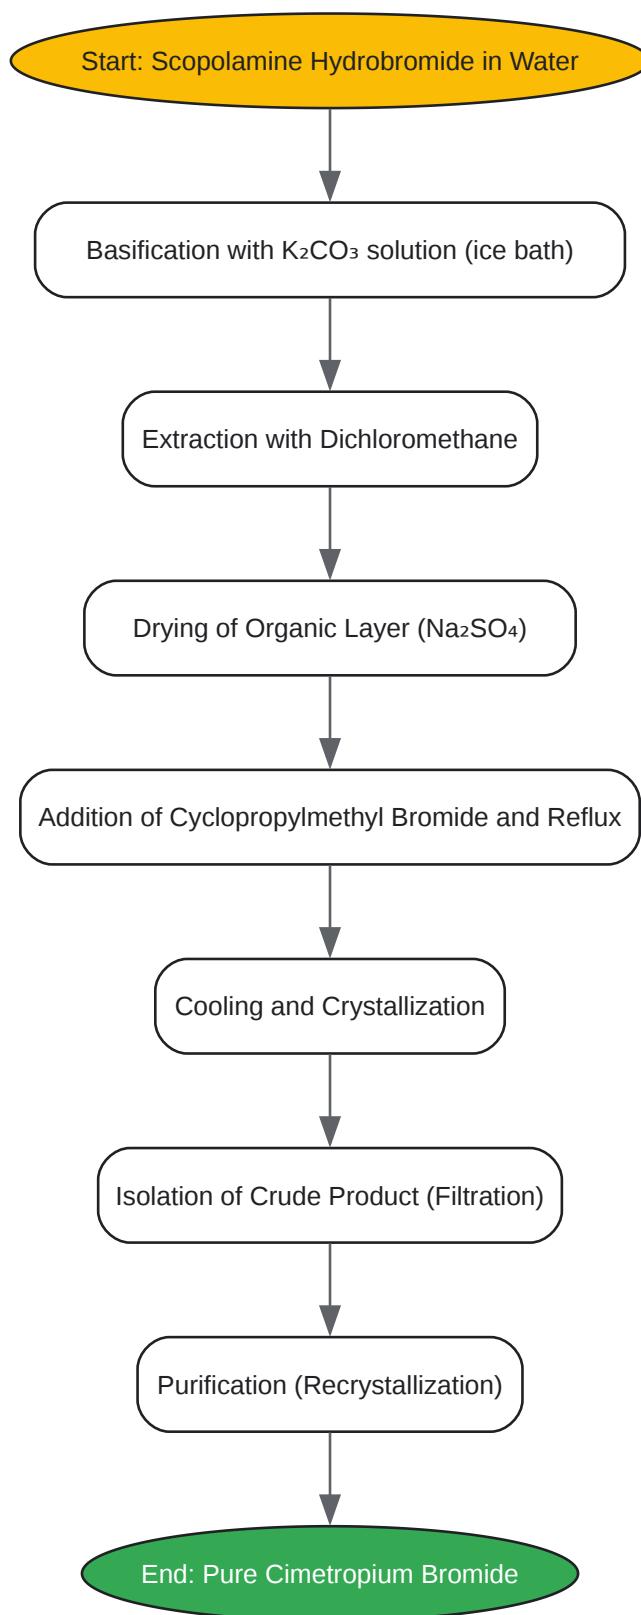 Start: Scopolamine Hydrobromide in Water
Basification with K₂CO₃ solution (ice bath)
Extraction with Dichloromethane
Drying of Organic Layer (Na₂SO₄)
Addition of Cyclopropylmethyl Bromide and Reflux
Cooling and Crystallization
Isolation of Crude Product (Filtration)
Purification (Recrystallization)
End: Pure Cimetropium Bromide